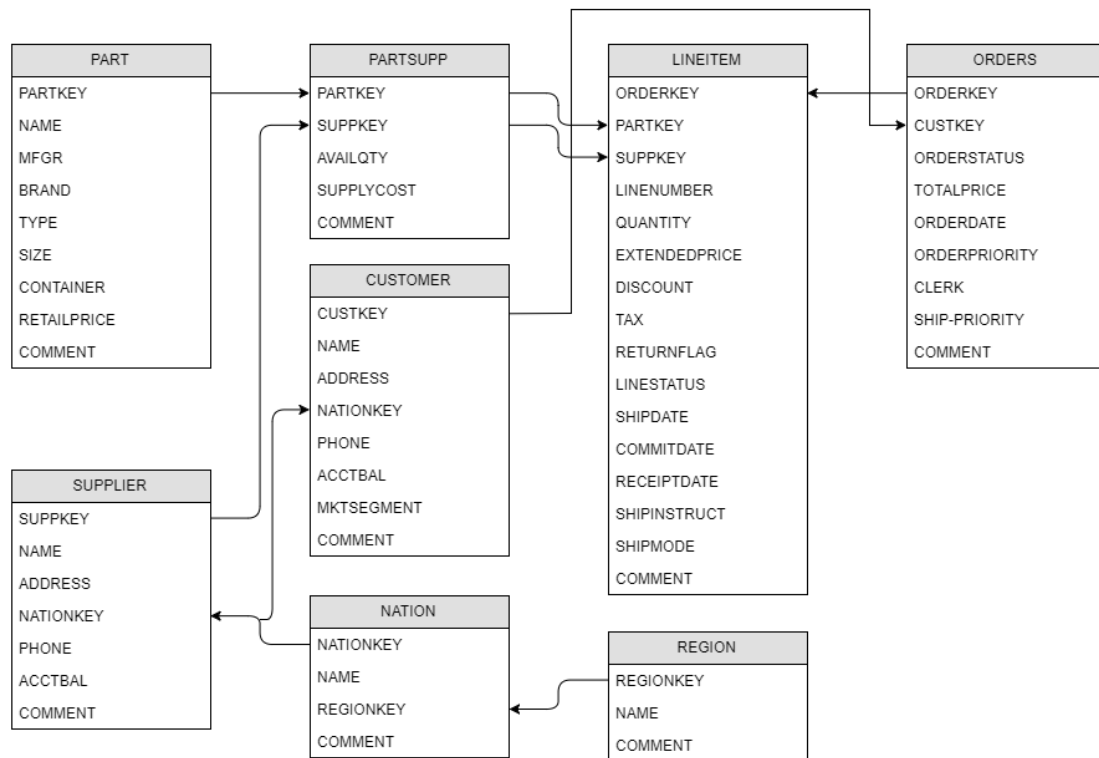 PART
PARTKEY
NAME
MFGR
BRAND
TYPE
SIZE
CONTAINER
RETAILPRICE
COMMENT
PARTSUPP
PARTKEY
SUPPKEY
AVAILQTY
SUPPLYCOST
COMMENT
LINEITEM
ORDERKEY
PARTKEY
SUPPKEY
LINENUMBER
QUANTITY
EXTENDEDPRICE
DISCOUNT
TAX
RETURNFLAG
LINESTATUS
SHIPDATE
COMMITDATE
RECEIPTDATE
SHIPINSTRUCT
SHIPMODE
COMMENT
ORDERS
ORDERKEY
CUSTKEY
ORDERSTATUS
TOTALPRICE
ORDERDATE
ORDERPRIORITY
CLERK
SHIP-PRIORITY
COMMENT
CUSTOMER
CUSTKEY
NAME
ADDRESS
NATIONKEY
PHONE
ACCTBAL
MKTSEGMENT
COMMENT
SUPPLIER
SUPPKEY
NAME
ADDRESS
NATIONKEY
PHONE
ACCTBAL
COMMENT
NATION
NATIONKEY
NAME
REGIONKEY
COMMENT
REGION
REGIONKEY
NAME
COMMENT